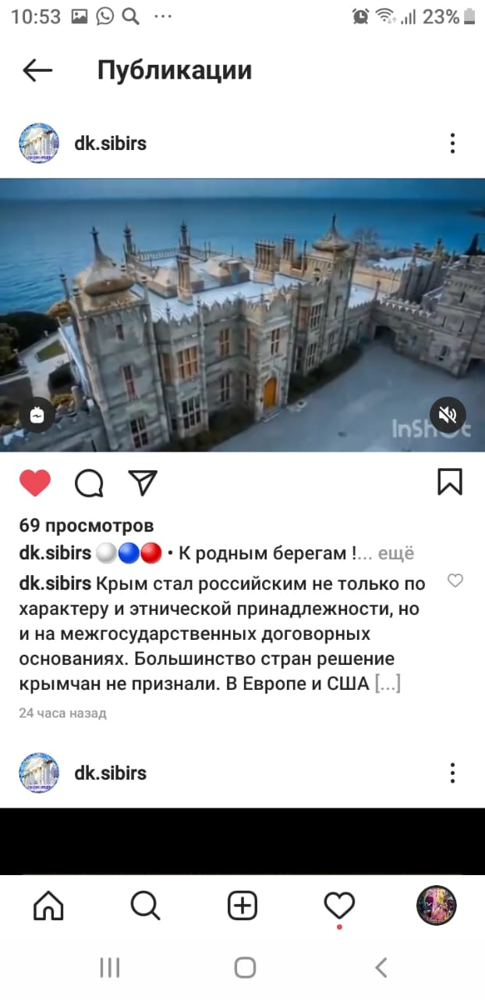 10:53 23%
Публикации
dk.sibirs
InSh
69 просмотров
dk.sibirs ⚪🔵🔴 • К родным берегам !... ещё
dk.sibirs Крым стал российским не только по
характеру и этнической принадлежности, но
и на межгосударственных договорных
основаниях. Большинство стран решение
крымчан не признали. В Европе и США [...]
24 часа назад
dk.sibirs